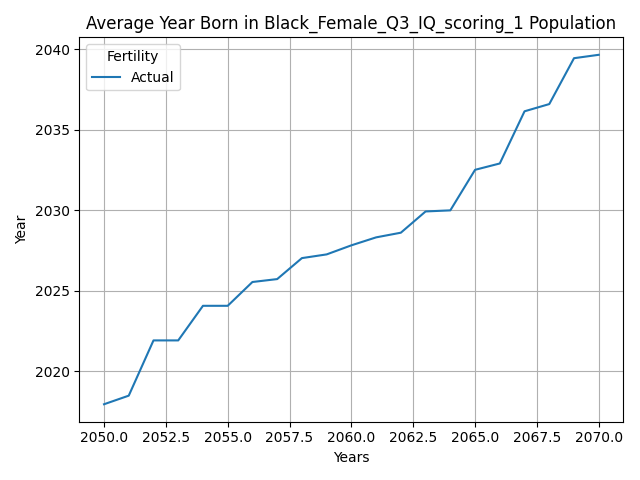 Average Year Born in Black_Female_Q3_IQ_scoring_1 Population
Fertility
Actual
Year
2040
2035
2030
2025
2020
2050.0 2052.5 2055.0 2057.5 2060.0 2062.5 2065.0 2067.5 2070.0
Years